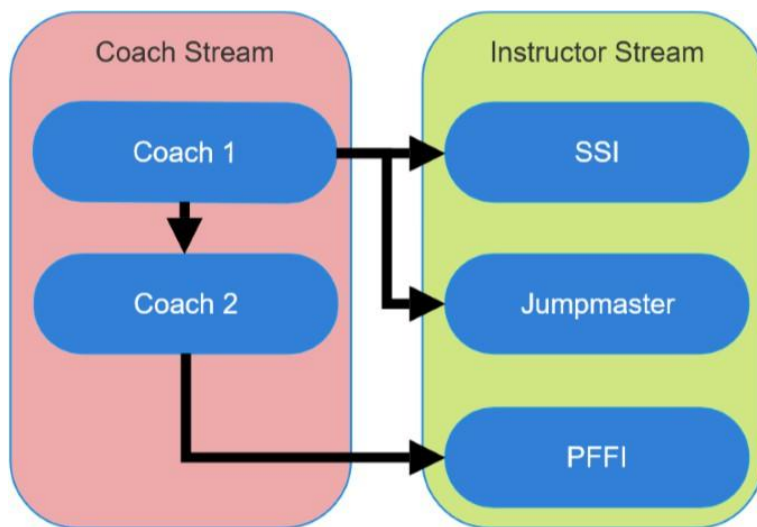 Coach Stream
Instructor Stream
Coach 1
SSI
Coach 2
Jumpmaster
PFFI